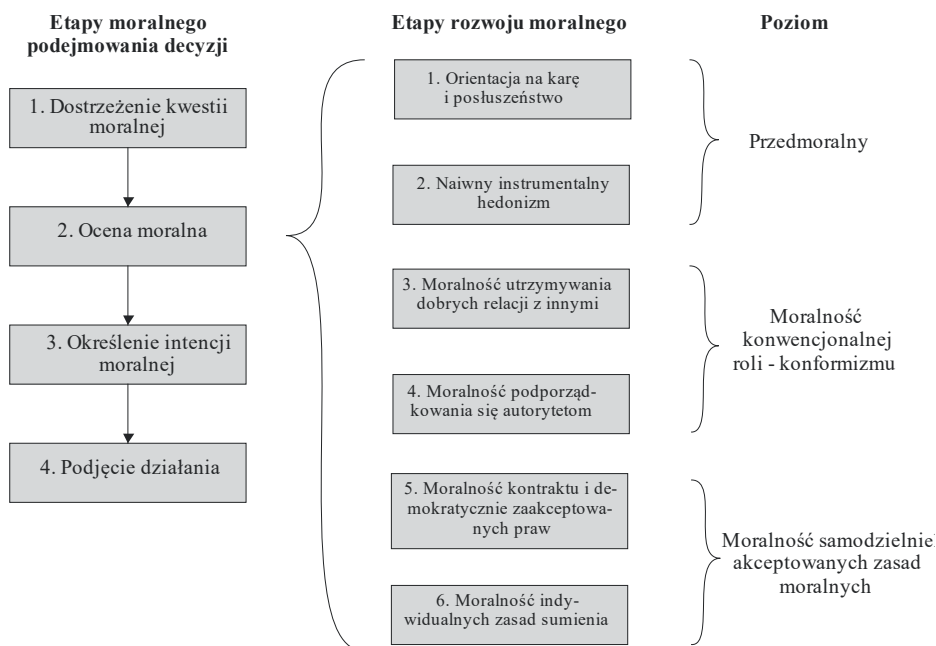 Etapy moralnego
podejmowania decyzji
1. Dostrzeżenie kwestii
moralnej
2. Ocena moralna
3. Określenie intencji
moralnej
4. Podjęcie działania
Etapy rozwoju moralnego
1. Orientacja na karę
i posłuszeństwo
2. Naiwny instrumentalny
hedonizm
3. Moralność utrzymywania
dobrych relacji z innymi
4. Moralność podporząd-
kowania się autorytetom
5. Moralność kontraktu i de-
mokratycznie zaakceptowa-
nych praw
6. Moralność indy-
widualnych zasad sumienia
Poziom
Przedmoralny
Moralność
konwencjonalnej
roli - konformizmu
Moralność samodzielnie
akceptowanych zasad
moralnych